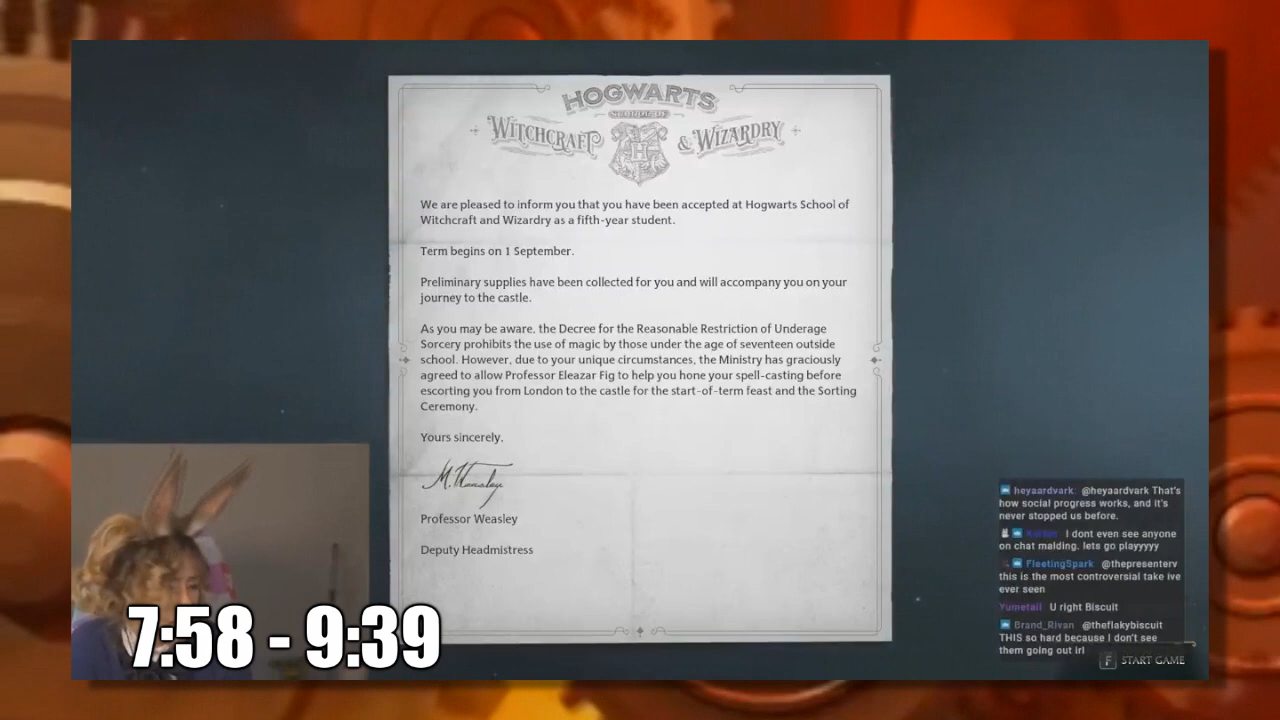 HOGWARTS
SCHOOL OF
WITCHCRAFT & WIZARDRY
H
We are pleased to inform you that you have been accepted at Hogwarts School of
Witchcraft and Wizardry as a fifth-year student.
Term begins on 1 September.
Preliminary supplies have been collected for you and will accompany you on your
journey to the castle.
As you may be aware, the Decree for the Reasonable Restriction of Underage
Sorcery prohibits the use of magic by those under the age of seventeen outside
school. However, due to your unique circumstances, the Ministry has graciously
agreed to allow Professor Eleazar Fig to help you hone your spell-casting before
escorting you from London to the castle for the start-of-term feast and the Sorting
Ceremony.
Yours sincerely,
M. Weasley
Professor Weasley
Deputy Headmistress
heyaardvark: @heyaardvark That's
how social progress works, and it's
never stopped us before.
I dont even see anyone
on chat malding. lets go playyyyy
FleetingSpark @thepresenterv
this is the most controversial take ive
ever seen
Yumetail U right Biscuit
Brand_Rivan @theflakybiscuit
THIS so hard because I don't see
them going out irl
F START GAME
7:58 - 9:39